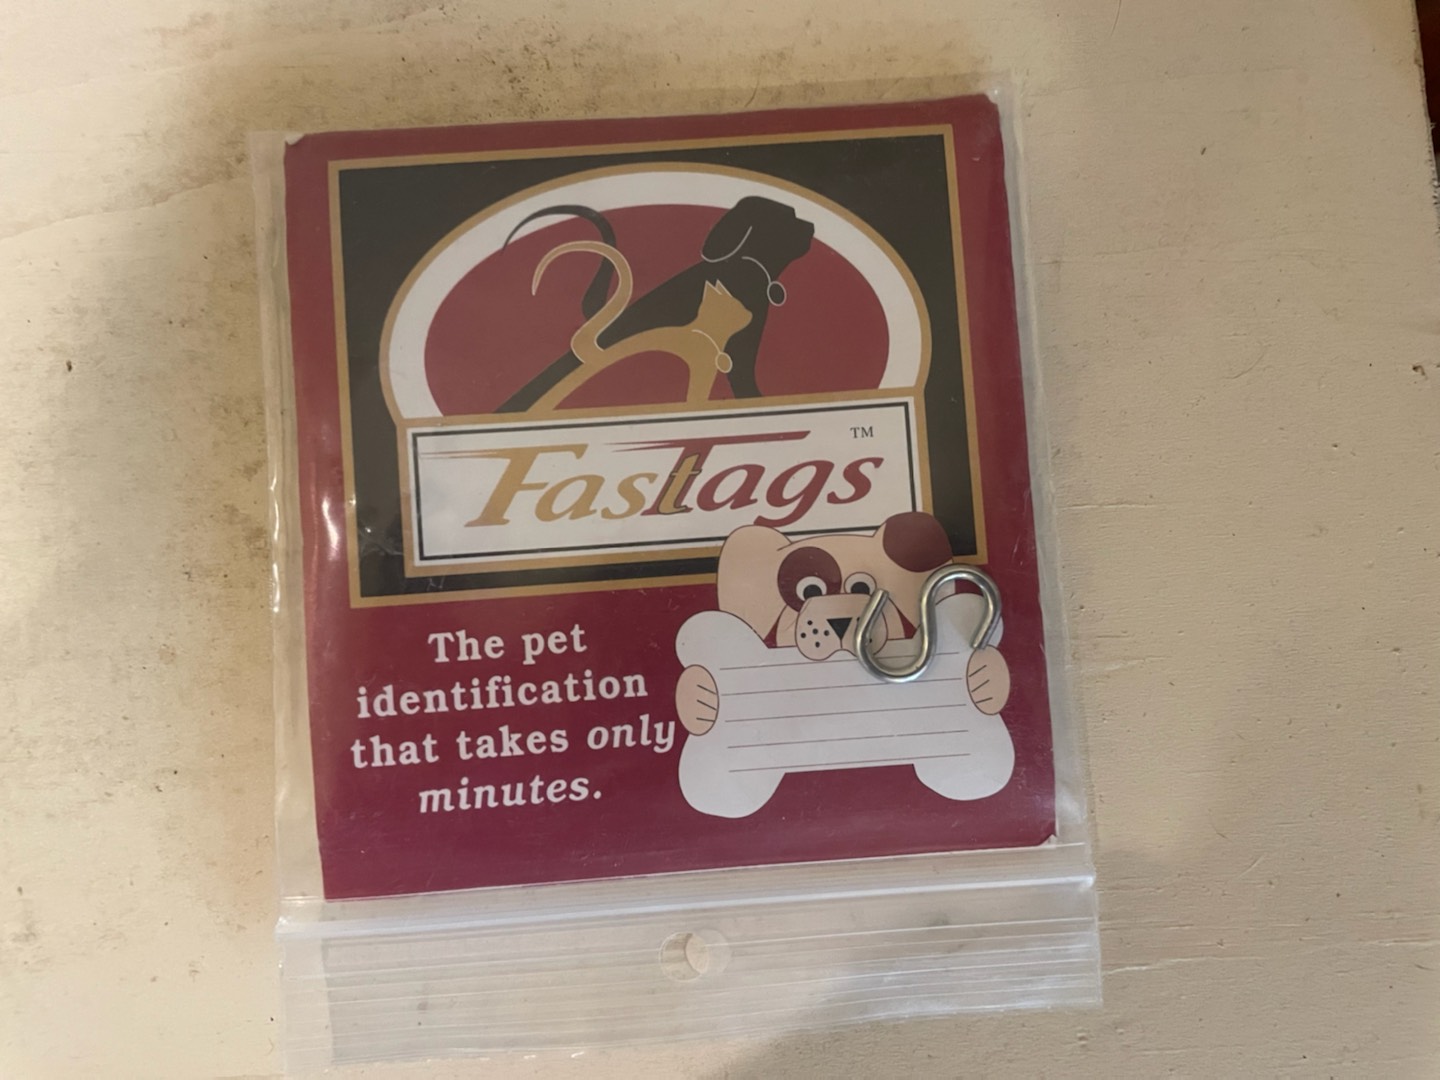 FastTags ™
The pet
identification
that takes only
minutes.